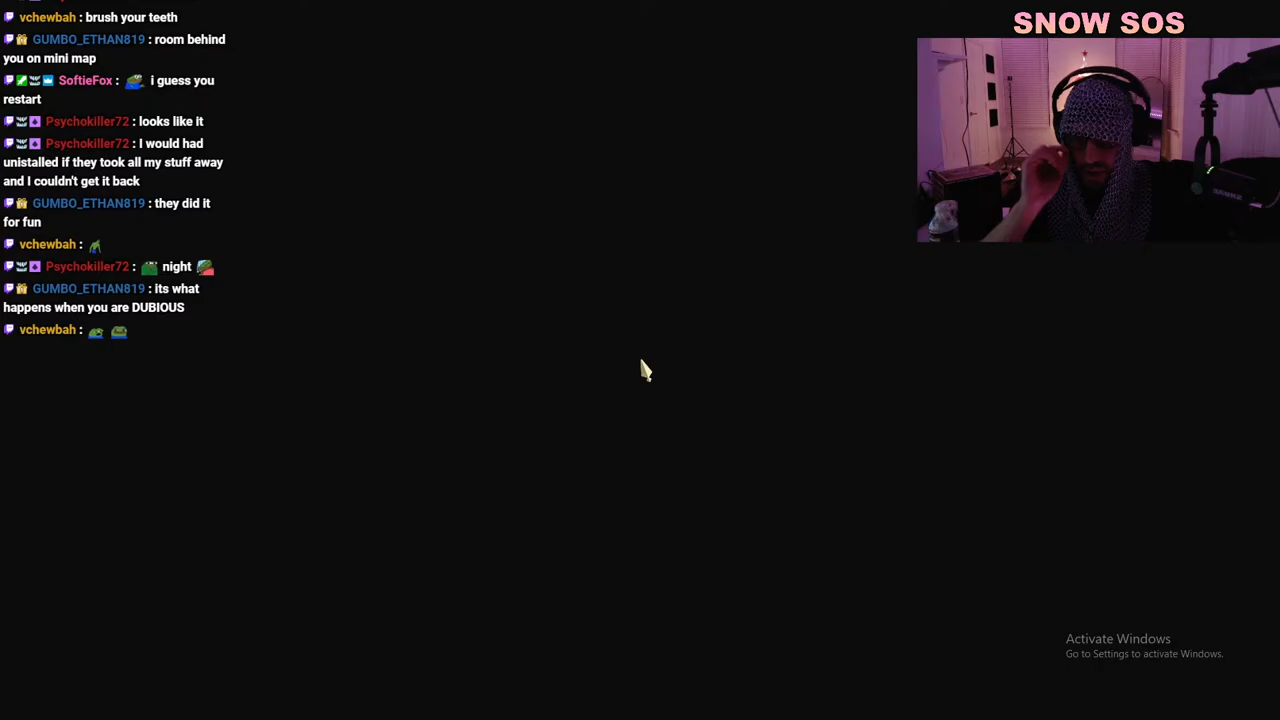 SNOW SOS
vchewbah : brush your teeth
GUMBO_ETHAN819 : room behind
you on mini map
SoftieFox : i guess you
restart
Psychokiller72 : looks like it
Psychokiller72 : I would had
unistalled if they took all my stuff away
and I couldn't get it back
GUMBO_ETHAN819 : they did it
for fun
vchewbah :
Psychokiller72 : night
GUMBO_ETHAN819 : its what
happens when you are DUBIOUS
vchewbah :
Activate Windows
Go to Settings to activate Windows.